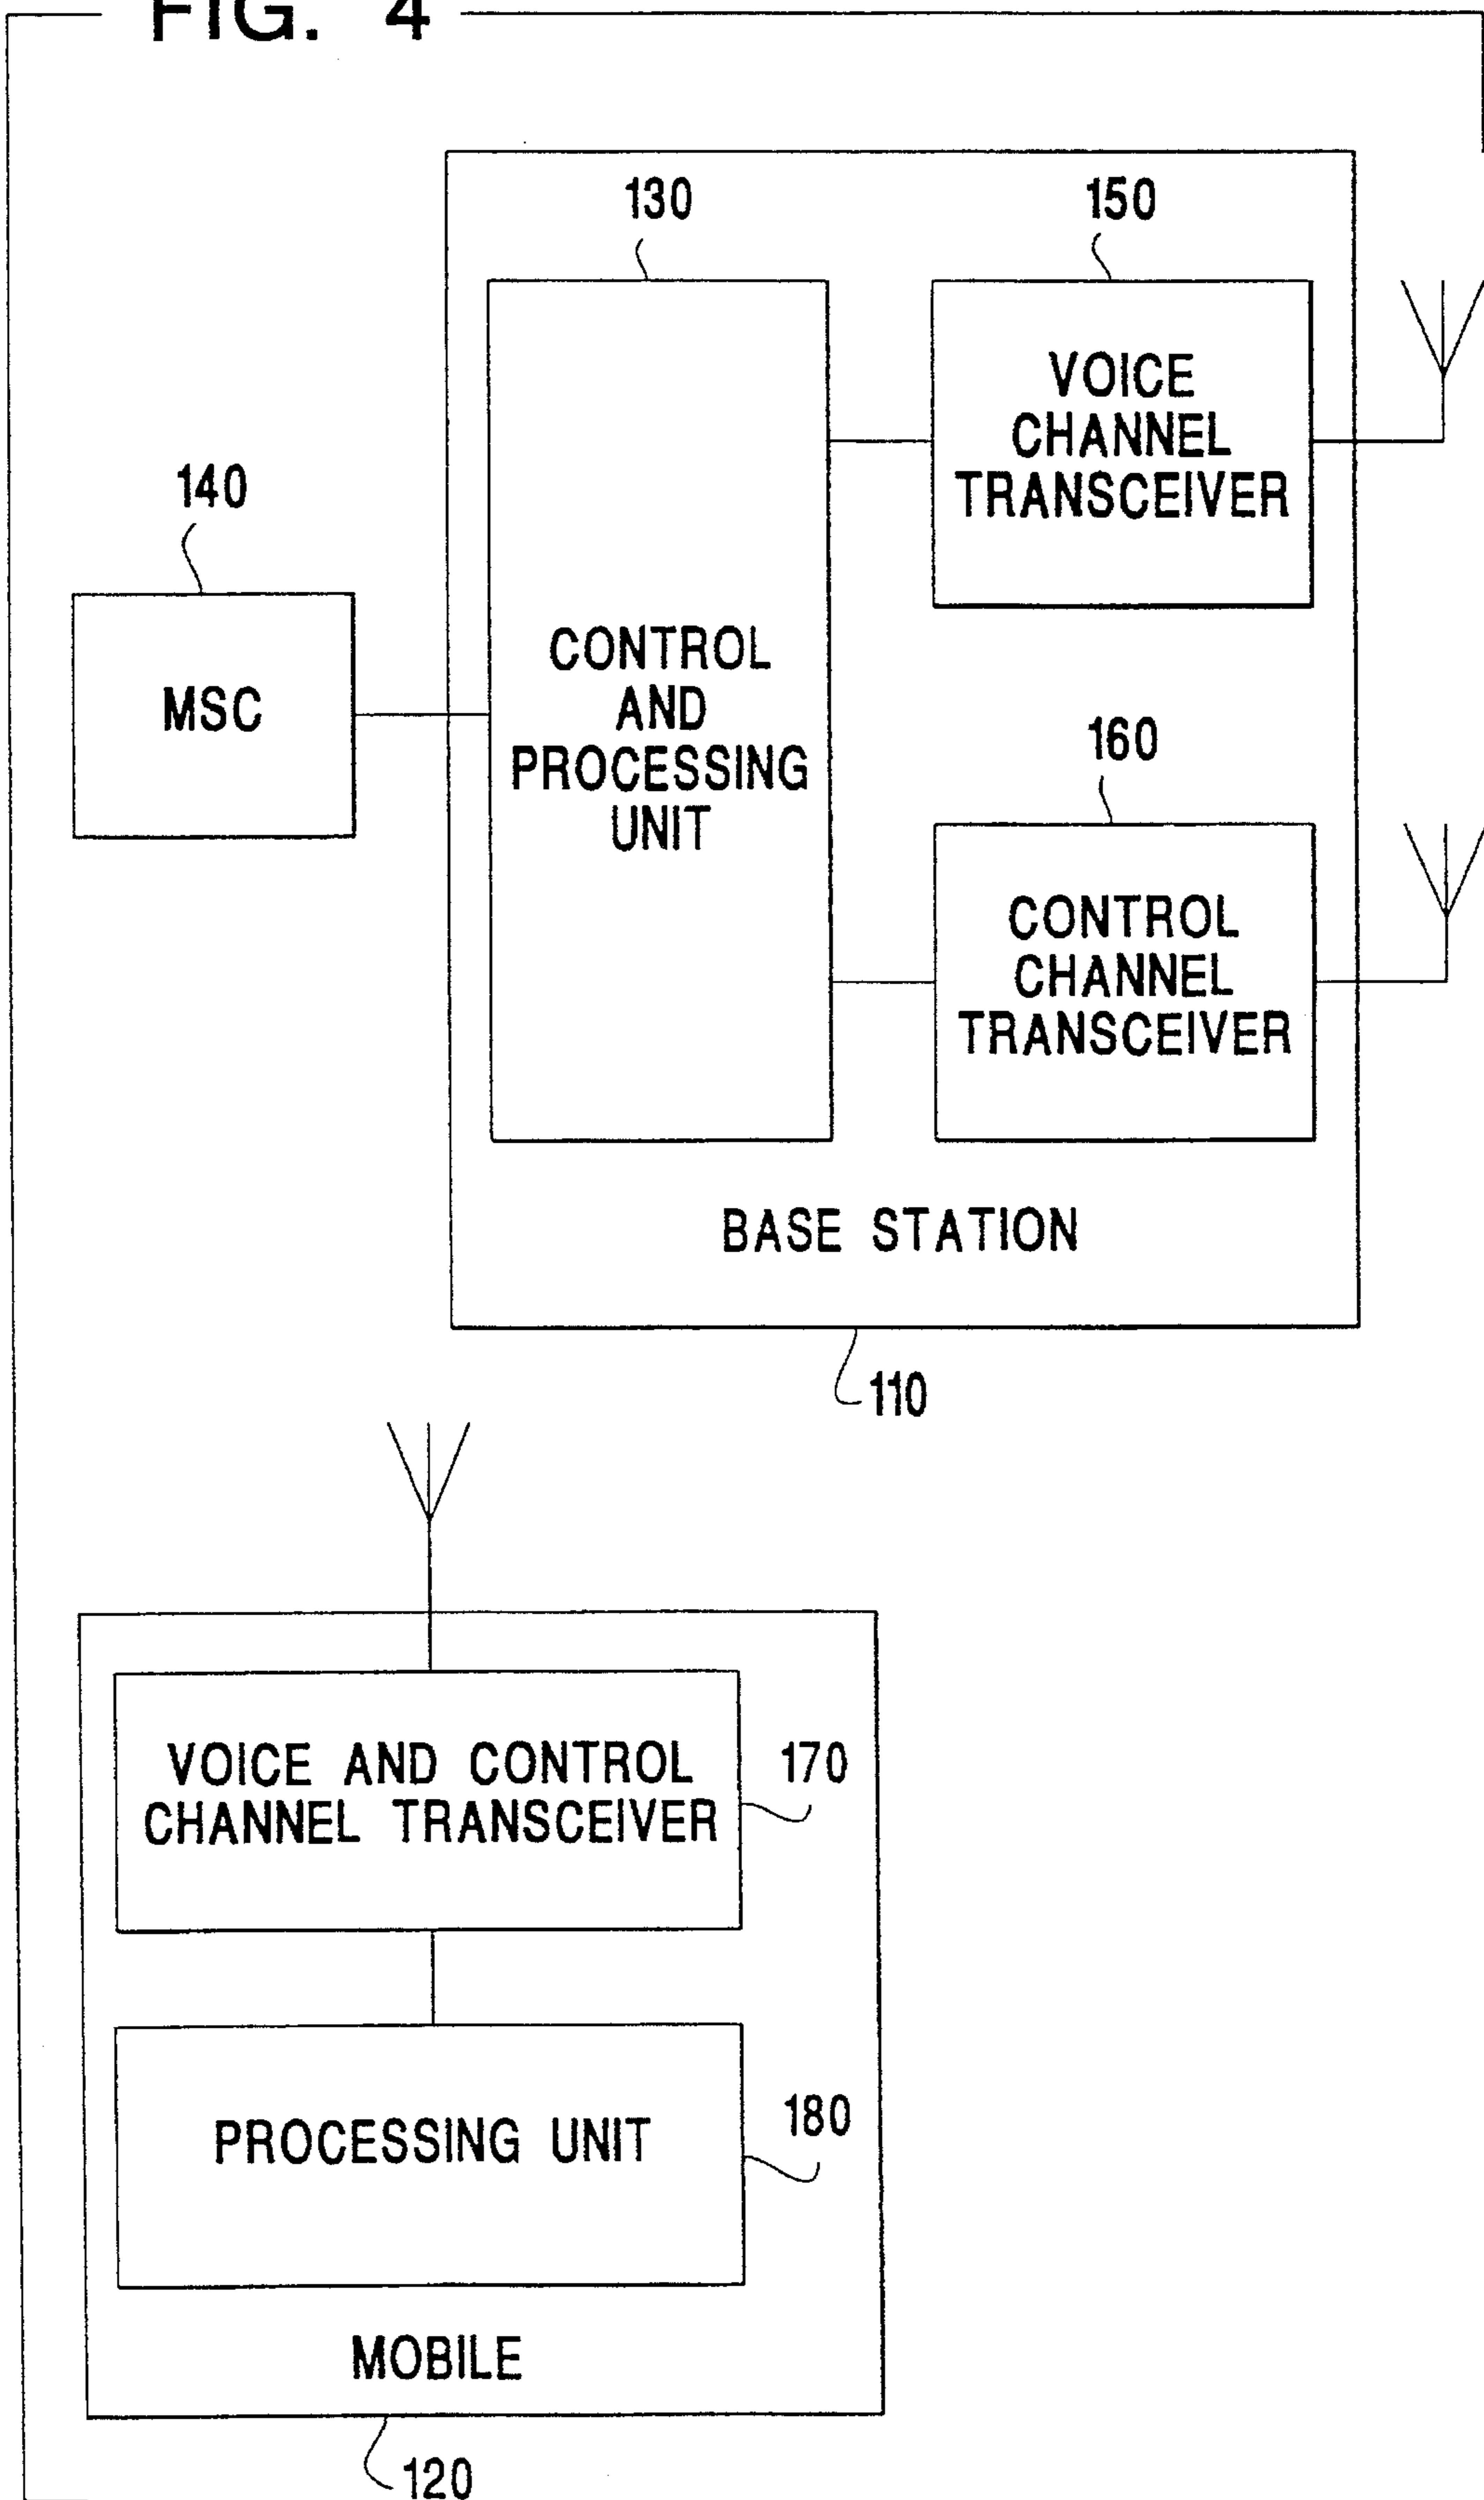 FIG. 4
130
150
VOICE
CHANNEL
TRANSCEIVER
140
MSC
CONTROL
AND
PROCESSING
UNIT
160
CONTROL
CHANNEL
TRANSCEIVER
BASE STATION
110
VOICE AND CONTROL
CHANNEL TRANSCEIVER
170
PROCESSING UNIT
180
MOBILE
120